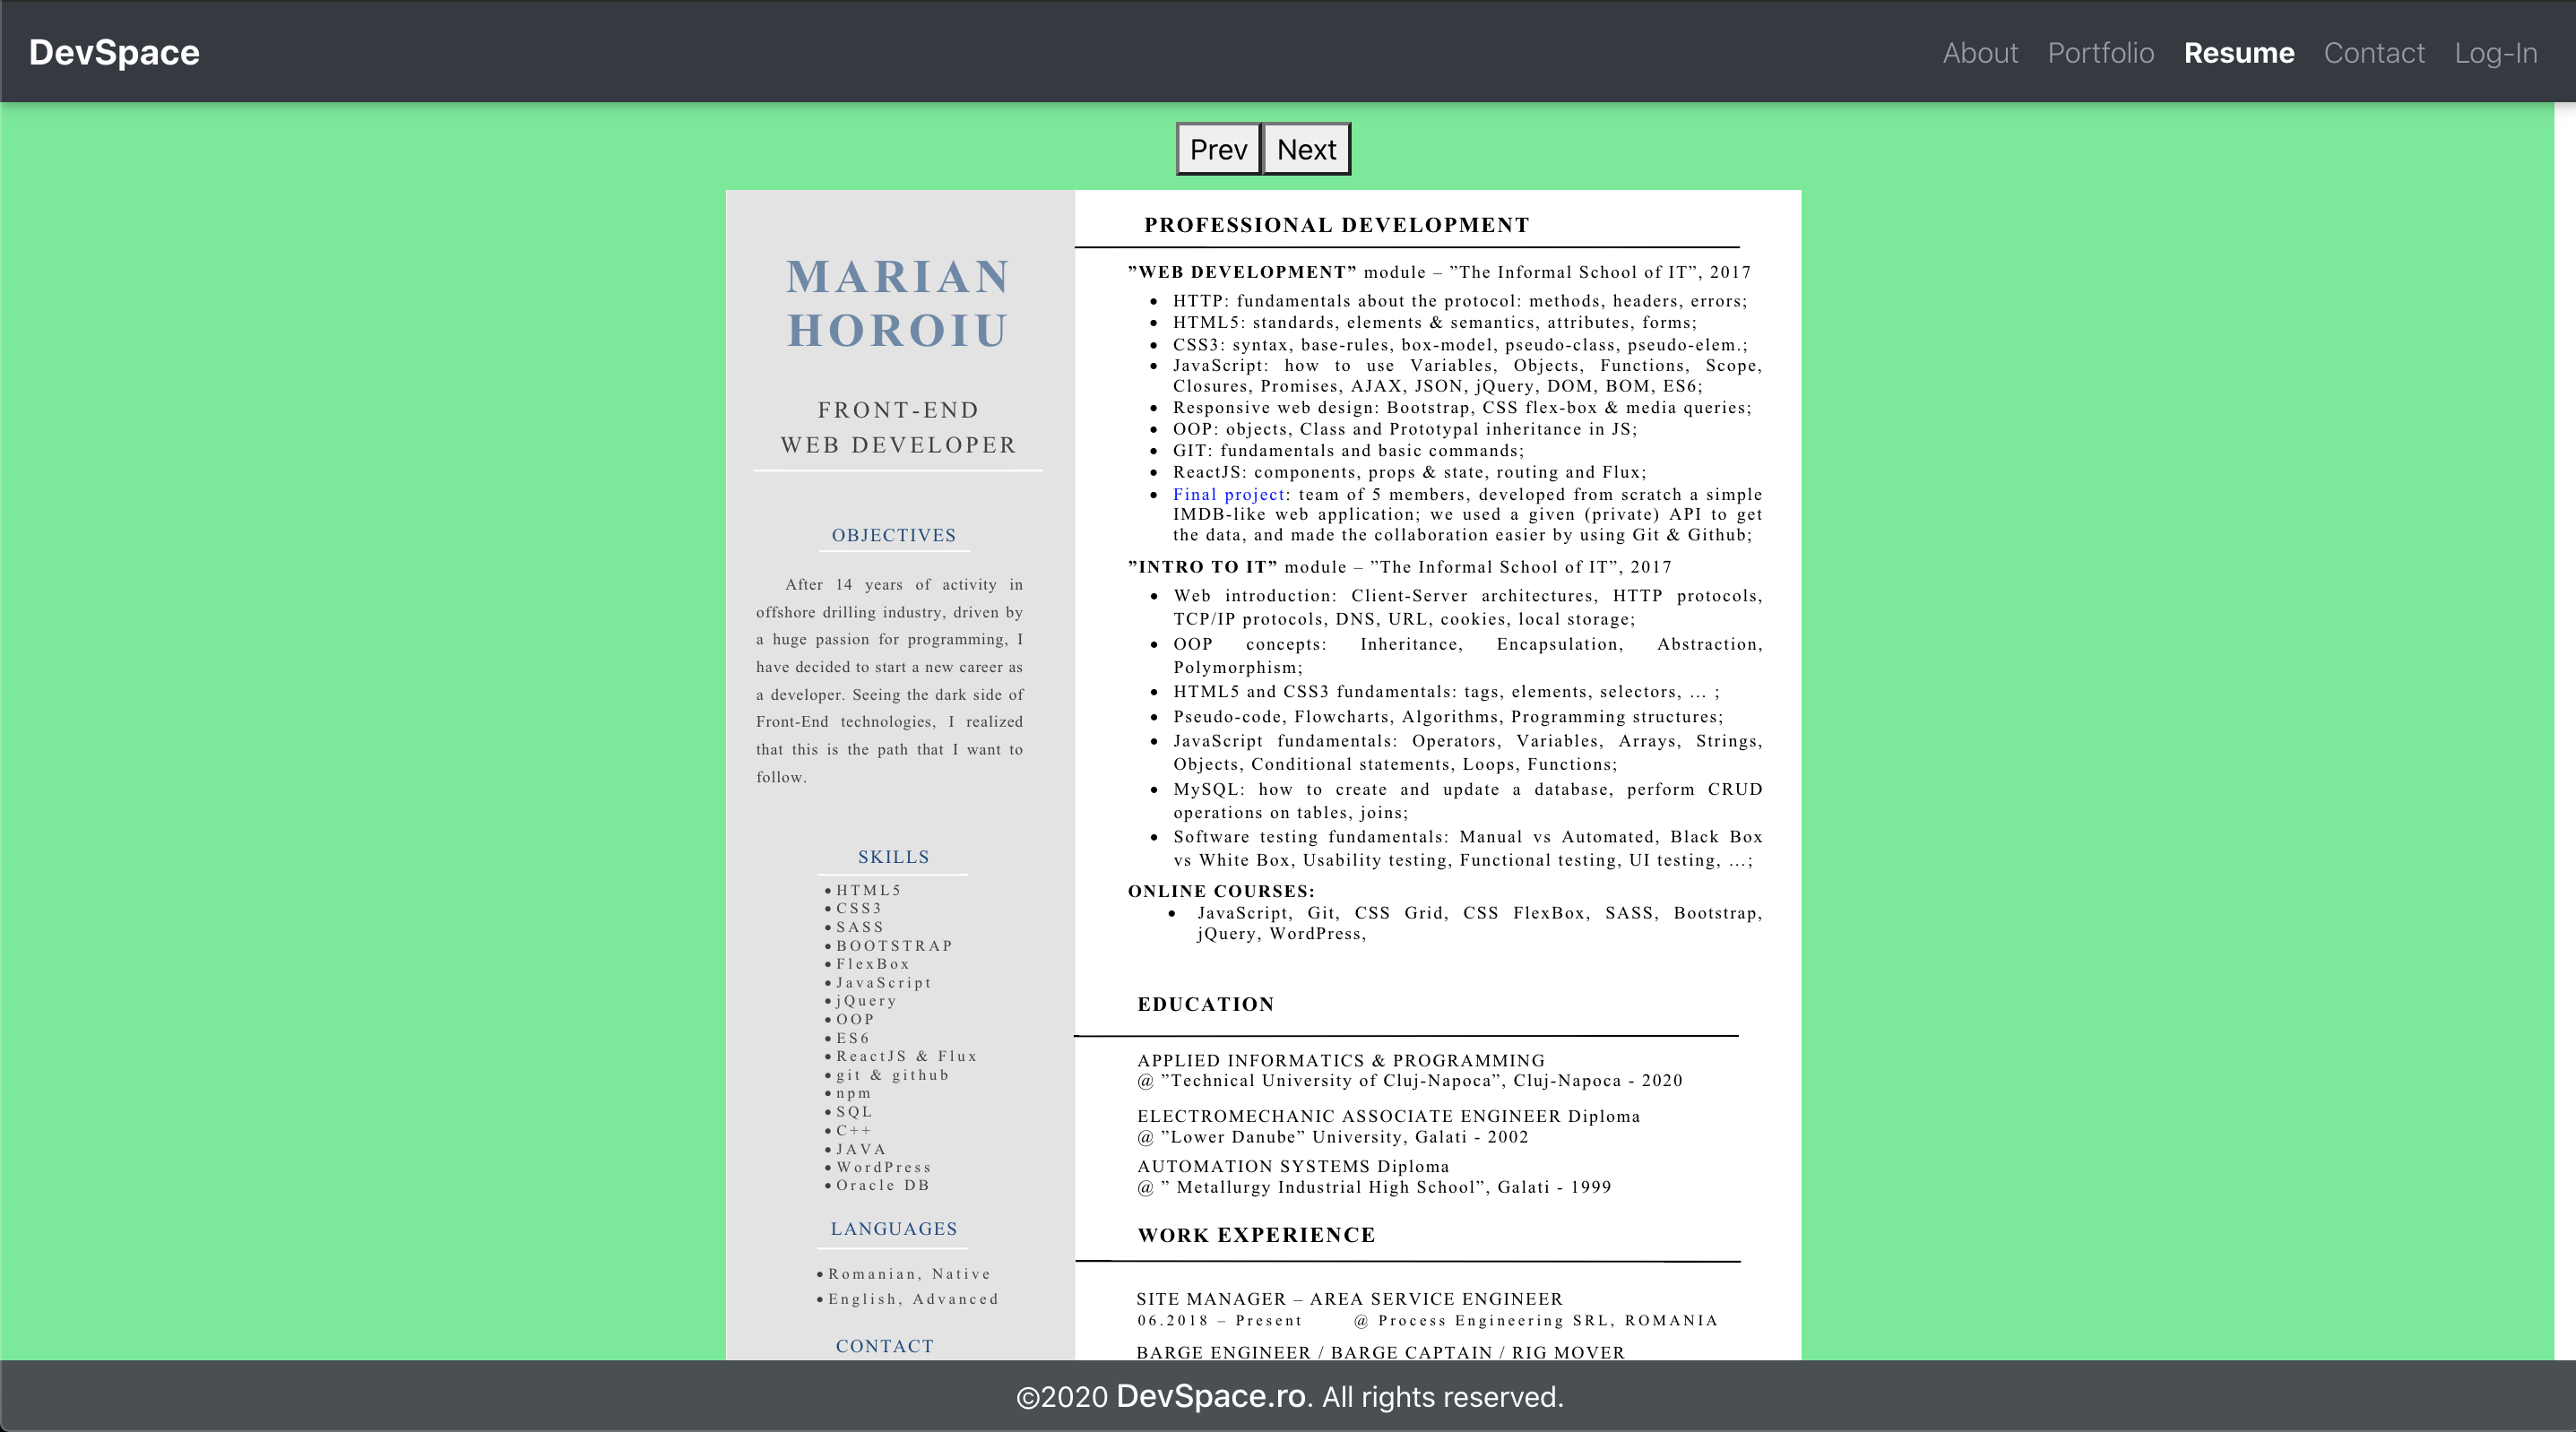 DevSpace
About Portfolio Resume Contact Log-In
Prev Next
MARIAN
HOROIU
FRONT-END
WEB DEVELOPER
OBJECTIVES
After 14 years of activity in
offshore drilling industry, driven by
a huge passion for programming, I
have decided to start a new career as
a developer. Seeing the dark side of
Front-End technologies, I realized
that this is the path that I want to
follow.
SKILLS
• HTML5
• CSS3
• SASS
• BOOTSTRAP
• FlexBox
• JavaScript
• jQuery
• OOP
• ES6
• ReactJS & Flux
• git & github
• npm
• SQL
• C++
• JAVA
• WordPress
• Oracle DB
LANGUAGES
• Romanian, Native
• English, Advanced
CONTACT
PROFESSIONAL DEVELOPMENT
”WEB DEVELOPMENT” module – ”The Informal School of IT”, 2017
• HTTP: fundamentals about the protocol: methods, headers, errors;
• HTML5: standards, elements & semantics, attributes, forms;
• CSS3: syntax, base-rules, box-model, pseudo-class, pseudo-elem.;
• JavaScript: how to use Variables, Objects, Functions, Scope,
Closures, Promises, AJAX, JSON, jQuery, DOM, BOM, ES6;
• Responsive web design: Bootstrap, CSS flex-box & media queries;
• OOP: objects, Class and Prototypal inheritance in JS;
• GIT: fundamentals and basic commands;
• ReactJS: components, props & state, routing and Flux;
• Final project: team of 5 members, developed from scratch a simple
IMDB-like web application; we used a given (private) API to get
the data, and made the collaboration easier by using Git & Github;
”INTRO TO IT” module – ”The Informal School of IT”, 2017
• Web introduction: Client-Server architectures, HTTP protocols,
TCP/IP protocols, DNS, URL, cookies, local storage;
• OOP concepts: Inheritance, Encapsulation, Abstraction,
Polymorphism;
• HTML5 and CSS3 fundamentals: tags, elements, selectors, … ;
• Pseudo-code, Flowcharts, Algorithms, Programming structures;
• JavaScript fundamentals: Operators, Variables, Arrays, Strings,
Objects, Conditional statements, Loops, Functions;
• MySQL: how to create and update a database, perform CRUD
operations on tables, joins;
• Software testing fundamentals: Manual vs Automated, Black Box
vs White Box, Usability testing, Functional testing, UI testing, …;
ONLINE COURSES:
• JavaScript, Git, CSS Grid, CSS FlexBox, SASS, Bootstrap,
jQuery, WordPress,
EDUCATION
APPLIED INFORMATICS & PROGRAMMING
@ ”Technical University of Cluj-Napoca”, Cluj-Napoca - 2020
ELECTROMECHANIC ASSOCIATE ENGINEER Diploma
@ ”Lower Danube” University, Galati - 2002
AUTOMATION SYSTEMS Diploma
@ ” Metallurgy Industrial High School”, Galati - 1999
WORK EXPERIENCE
SITE MANAGER – AREA SERVICE ENGINEER
06.2018 – Present @ Process Engineering SRL, ROMANIA
BARGE ENGINEER / BARGE CAPTAIN / RIG MOVER
©2020 DevSpace.ro. All rights reserved.